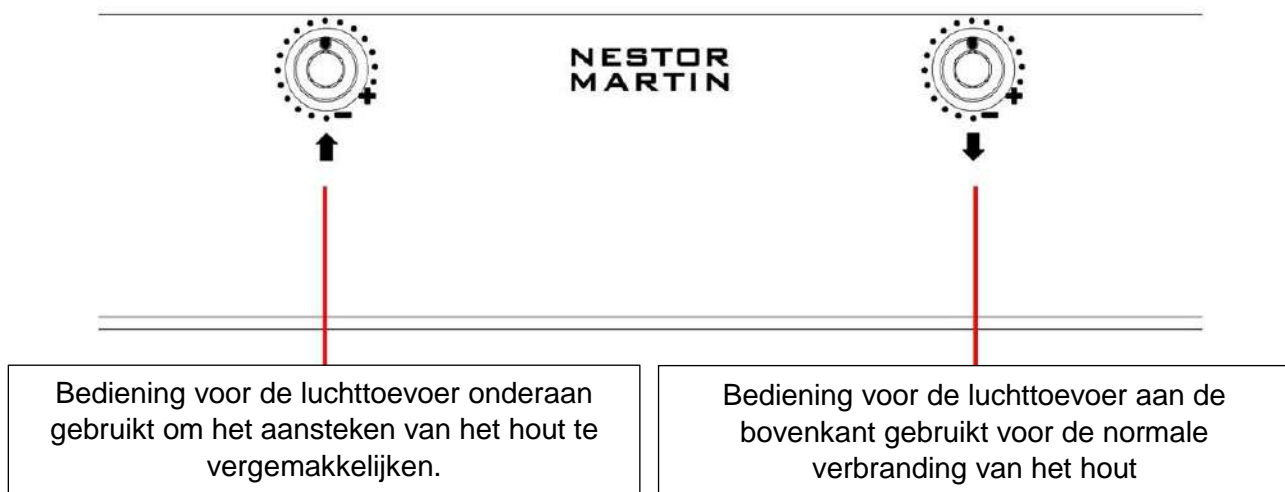 NESTOR
MARTIN
+
−
+
−
Bediening voor de luchttoevoer onderaan
gebruikt om het aansteken van het hout te
vergemakkelijken.
Bediening voor de luchttoevoer aan de
bovenkant gebruikt voor de normale
verbranding van het hout